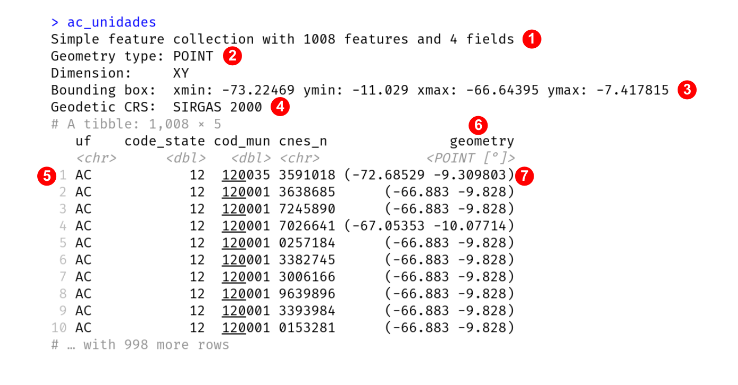 > ac_unidades
Simple feature collection with 1008 features and 4 fields 1
Geometry type: POINT 2
Dimension:     XY
Bounding box:  xmin: -73.22469 ymin: -11.029 xmax: -66.64395 ymax: -7.417815 3
Geodetic CRS:  SIRGAS 2000 4
# A tibble: 1,008 × 5 6
uf    code_state cod_mun cnes_n               geometry
<chr>      <dbl>   <dbl> <chr>             <POINT [°]>
5 1 AC            12  120035 3591018 (-72.68529 -9.309803) 7
2 AC            12  120001 3638685      (-66.883 -9.828)
3 AC            12  120001 7245890      (-66.883 -9.828)
4 AC            12  120001 7026641 (-67.05353 -10.07714)
5 AC            12  120001 0257184      (-66.883 -9.828)
6 AC            12  120001 3382745      (-66.883 -9.828)
7 AC            12  120001 3006166      (-66.883 -9.828)
8 AC            12  120001 9639896      (-66.883 -9.828)
9 AC            12  120001 3393984      (-66.883 -9.828)
10 AC            12  120001 0153281      (-66.883 -9.828)
# … with 998 more rows